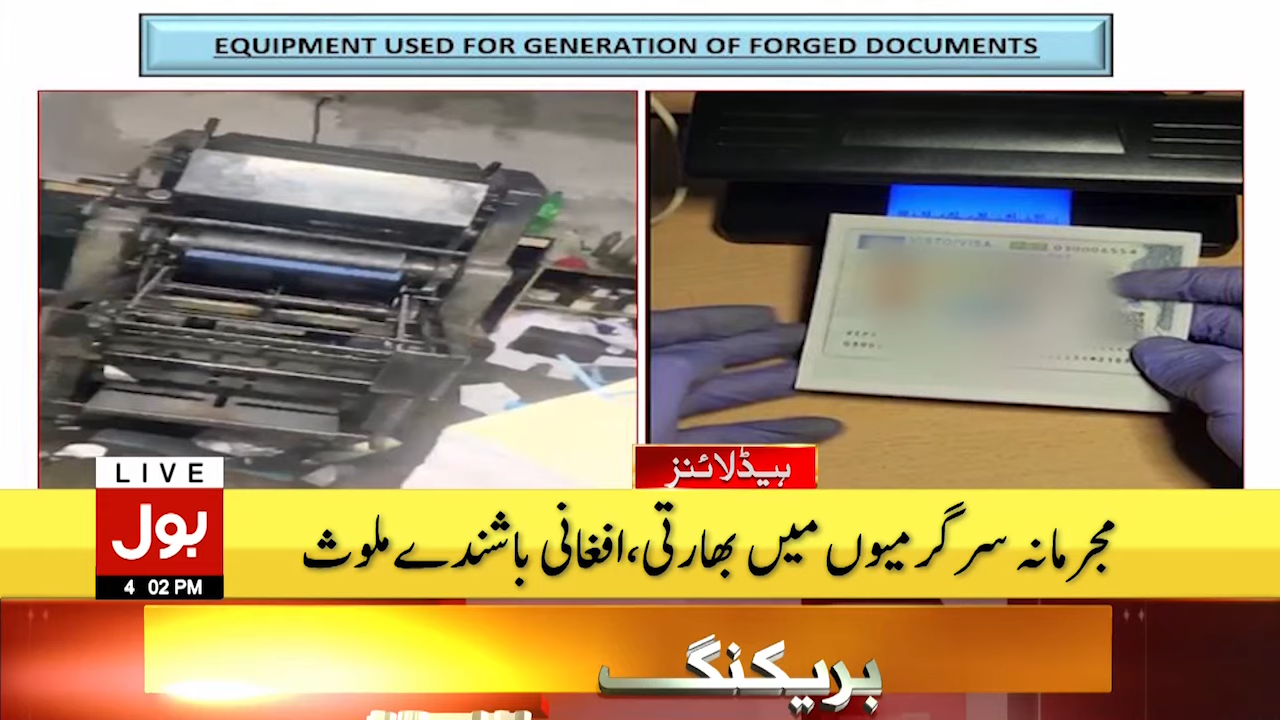 EQUIPMENT USED FOR GENERATION OF FORGED DOCUMENTS
030006554
ہیڈلائنز
LIVE
بول
4 02 PM
مجرمانہ سرگرمیوں میں بھارتی،افغانی باشندے ملوث
بریکنگ